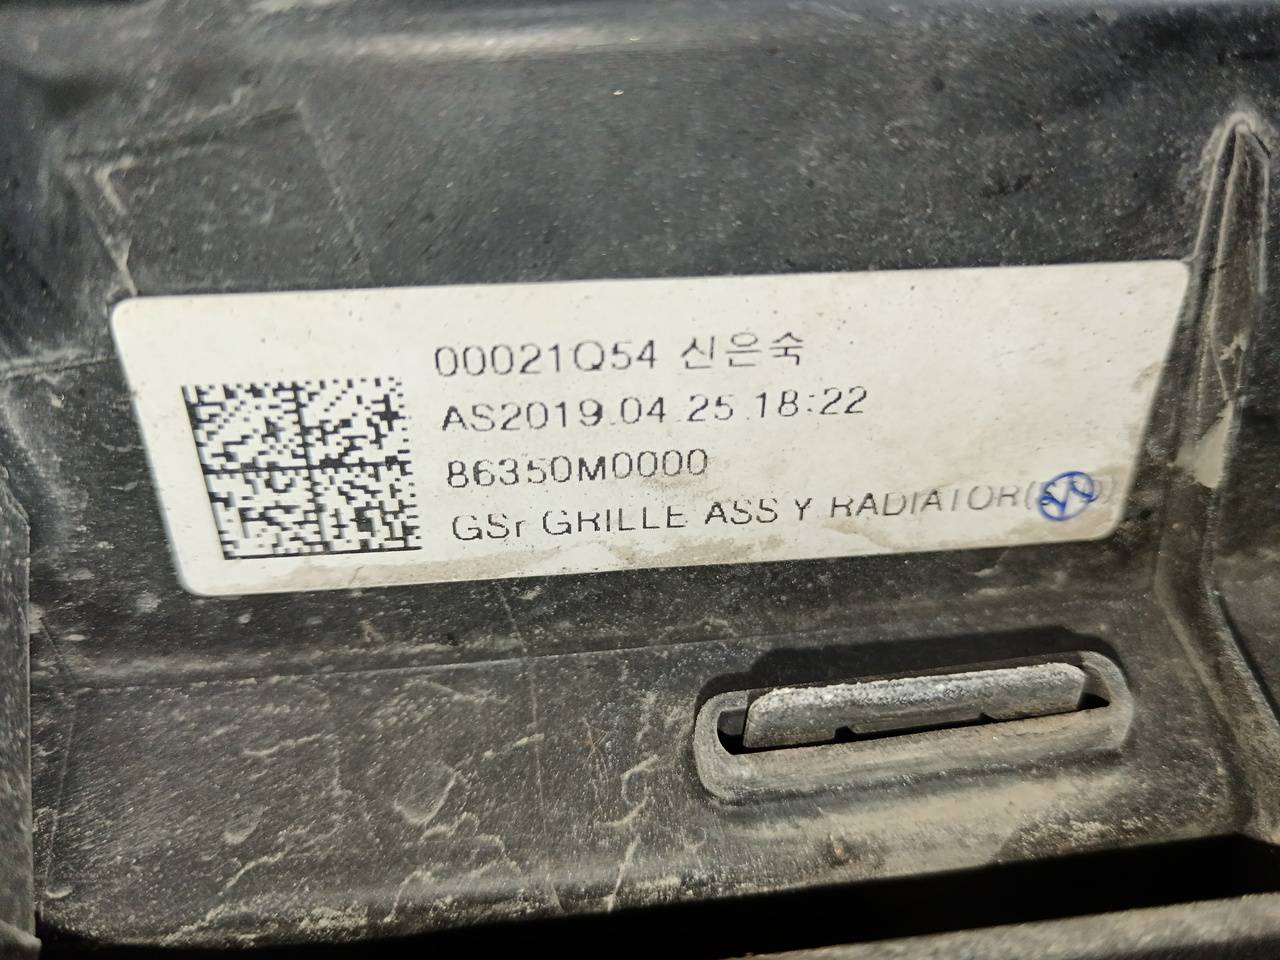 00021Q54 신은숙
AS2019.04.25.18:22
86350M0000
GSr GRILLE ASS Y RADIATOR(